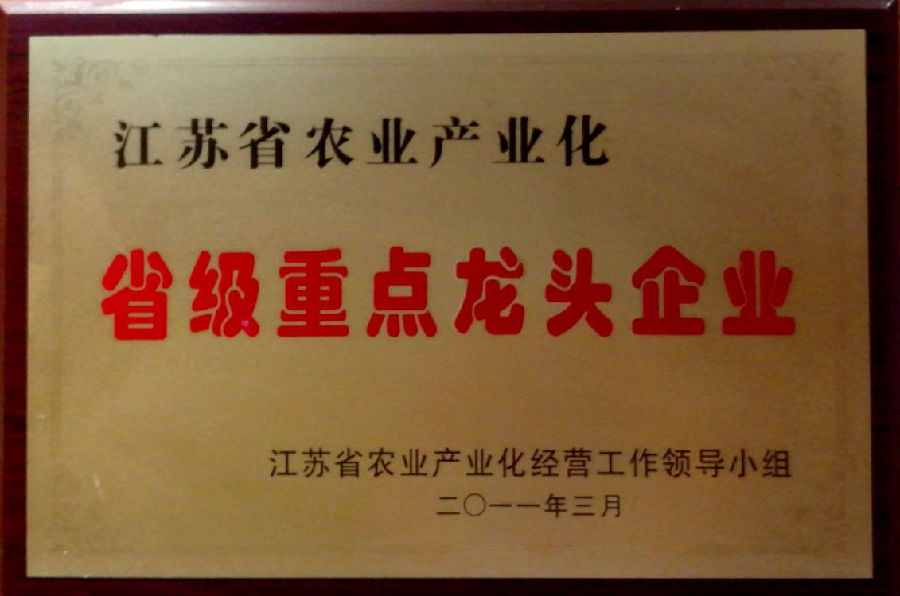 江苏省农业产业化
省级重点龙头企业
江苏省农业产业化经营工作领导小组
二〇一一年三月